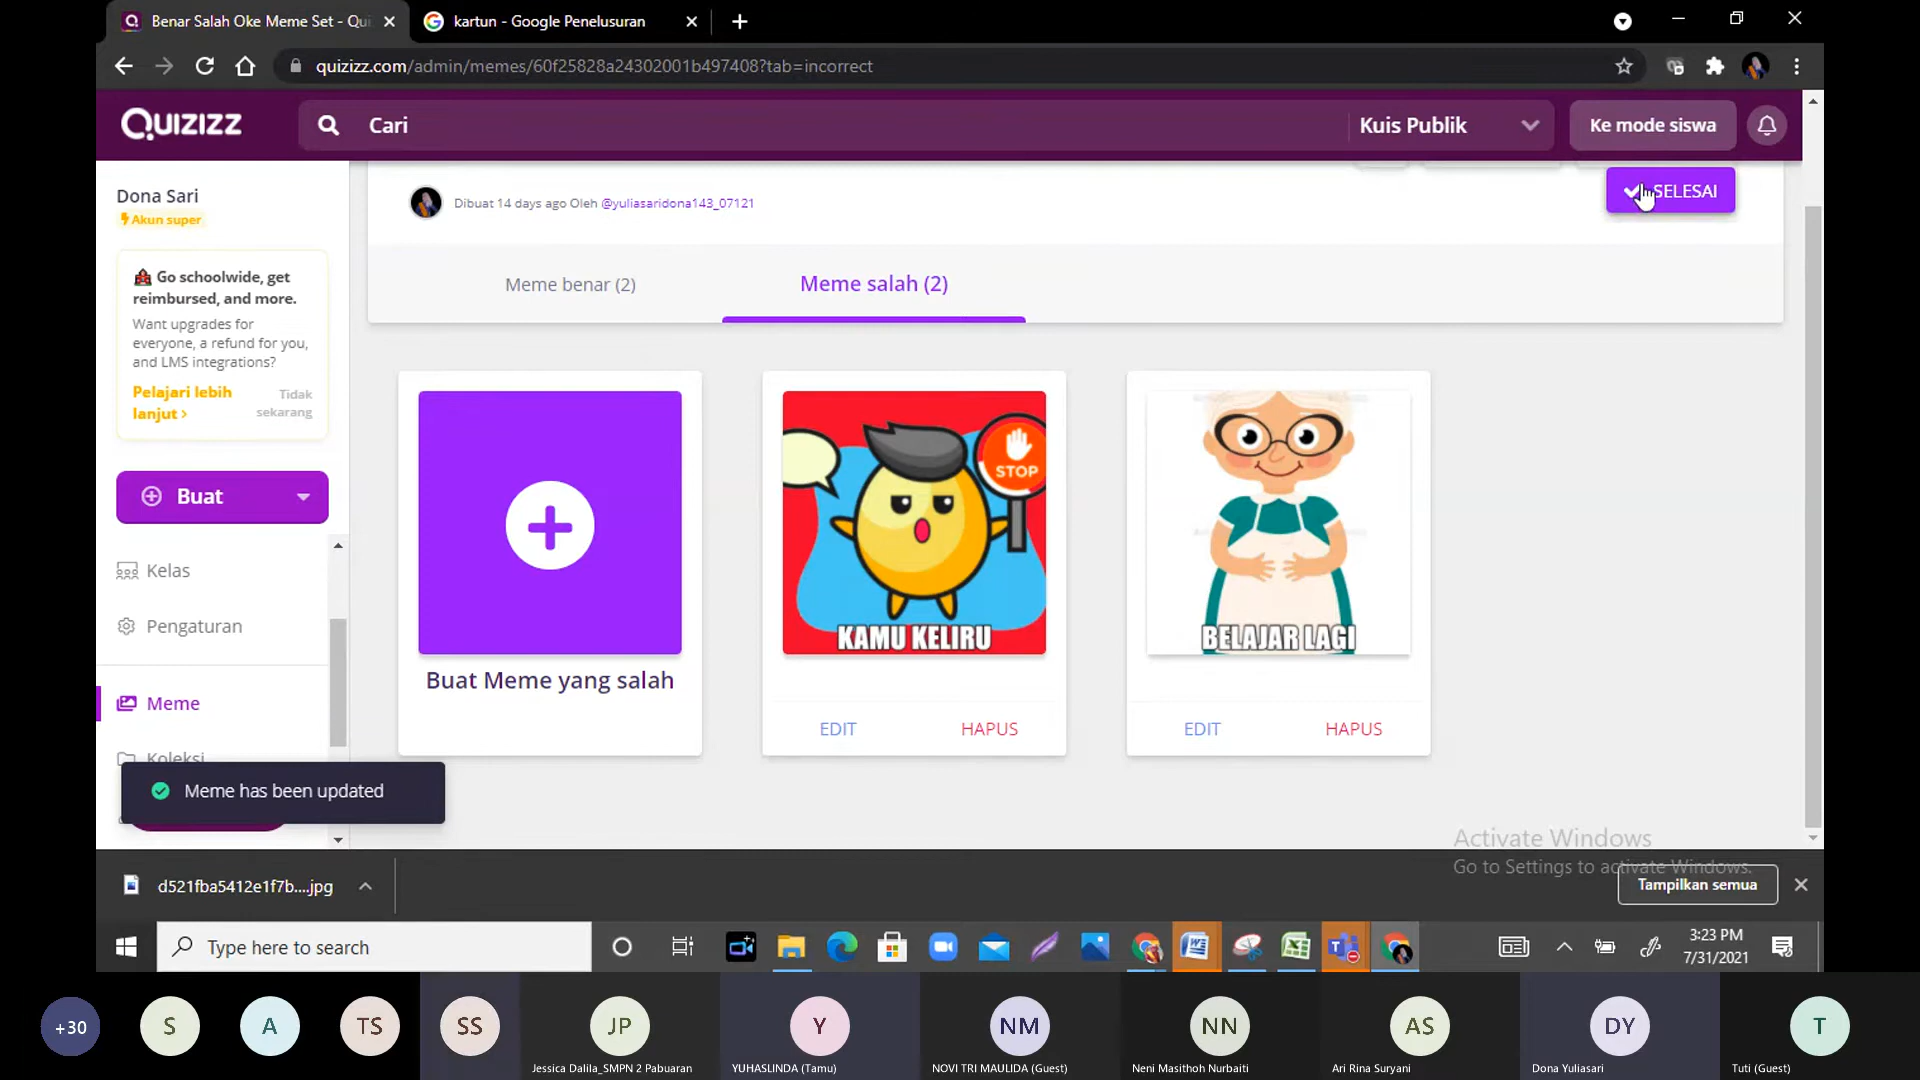 Benar Salah Oke Meme Set - Qui
kartun - Google Penelusuran
quizizz.com/admin/memes/60f25828a24302001b497408?tab=incorrect
QUIZIZZ
Cari
Kuis Publik
Ke mode siswa
Dona Sari
Akun super
Go schoolwide, get
reimbursed, and more.
Want upgrades for
everyone, a refund for you,
and LMS integrations?
Pelajari lebih
lanjut >
Tidak
sekarang
Buat
Kelas
Pengaturan
Meme
Koleksi
Meme has been updated
Dibuat 14 days ago Oleh @yuliasaridona143_07121
SELESAI
Meme benar (2)
Meme salah (2)
Buat Meme yang salah
STOP
KAMU KELIRU
EDIT
HAPUS
BELAJAR LAGI
EDIT
HAPUS
Activate Windows
Go to Settings to activate Windows.
d521fba5412e1f7b....jpg
Tampilkan semua
Type here to search
3:23 PM
7/31/2021
+30
S
A
TS
SS
JP
Jessica Dalila_SMPN 2 Pabuaran
Y
YUHASLINDA (Tamu)
NM
NOVI TRI MAULIDA (Guest)
NN
Neni Masithoh Nurbaiti
AS
Ari Rina Suryani
DY
Dona Yuliasari
T
Tuti (Guest)